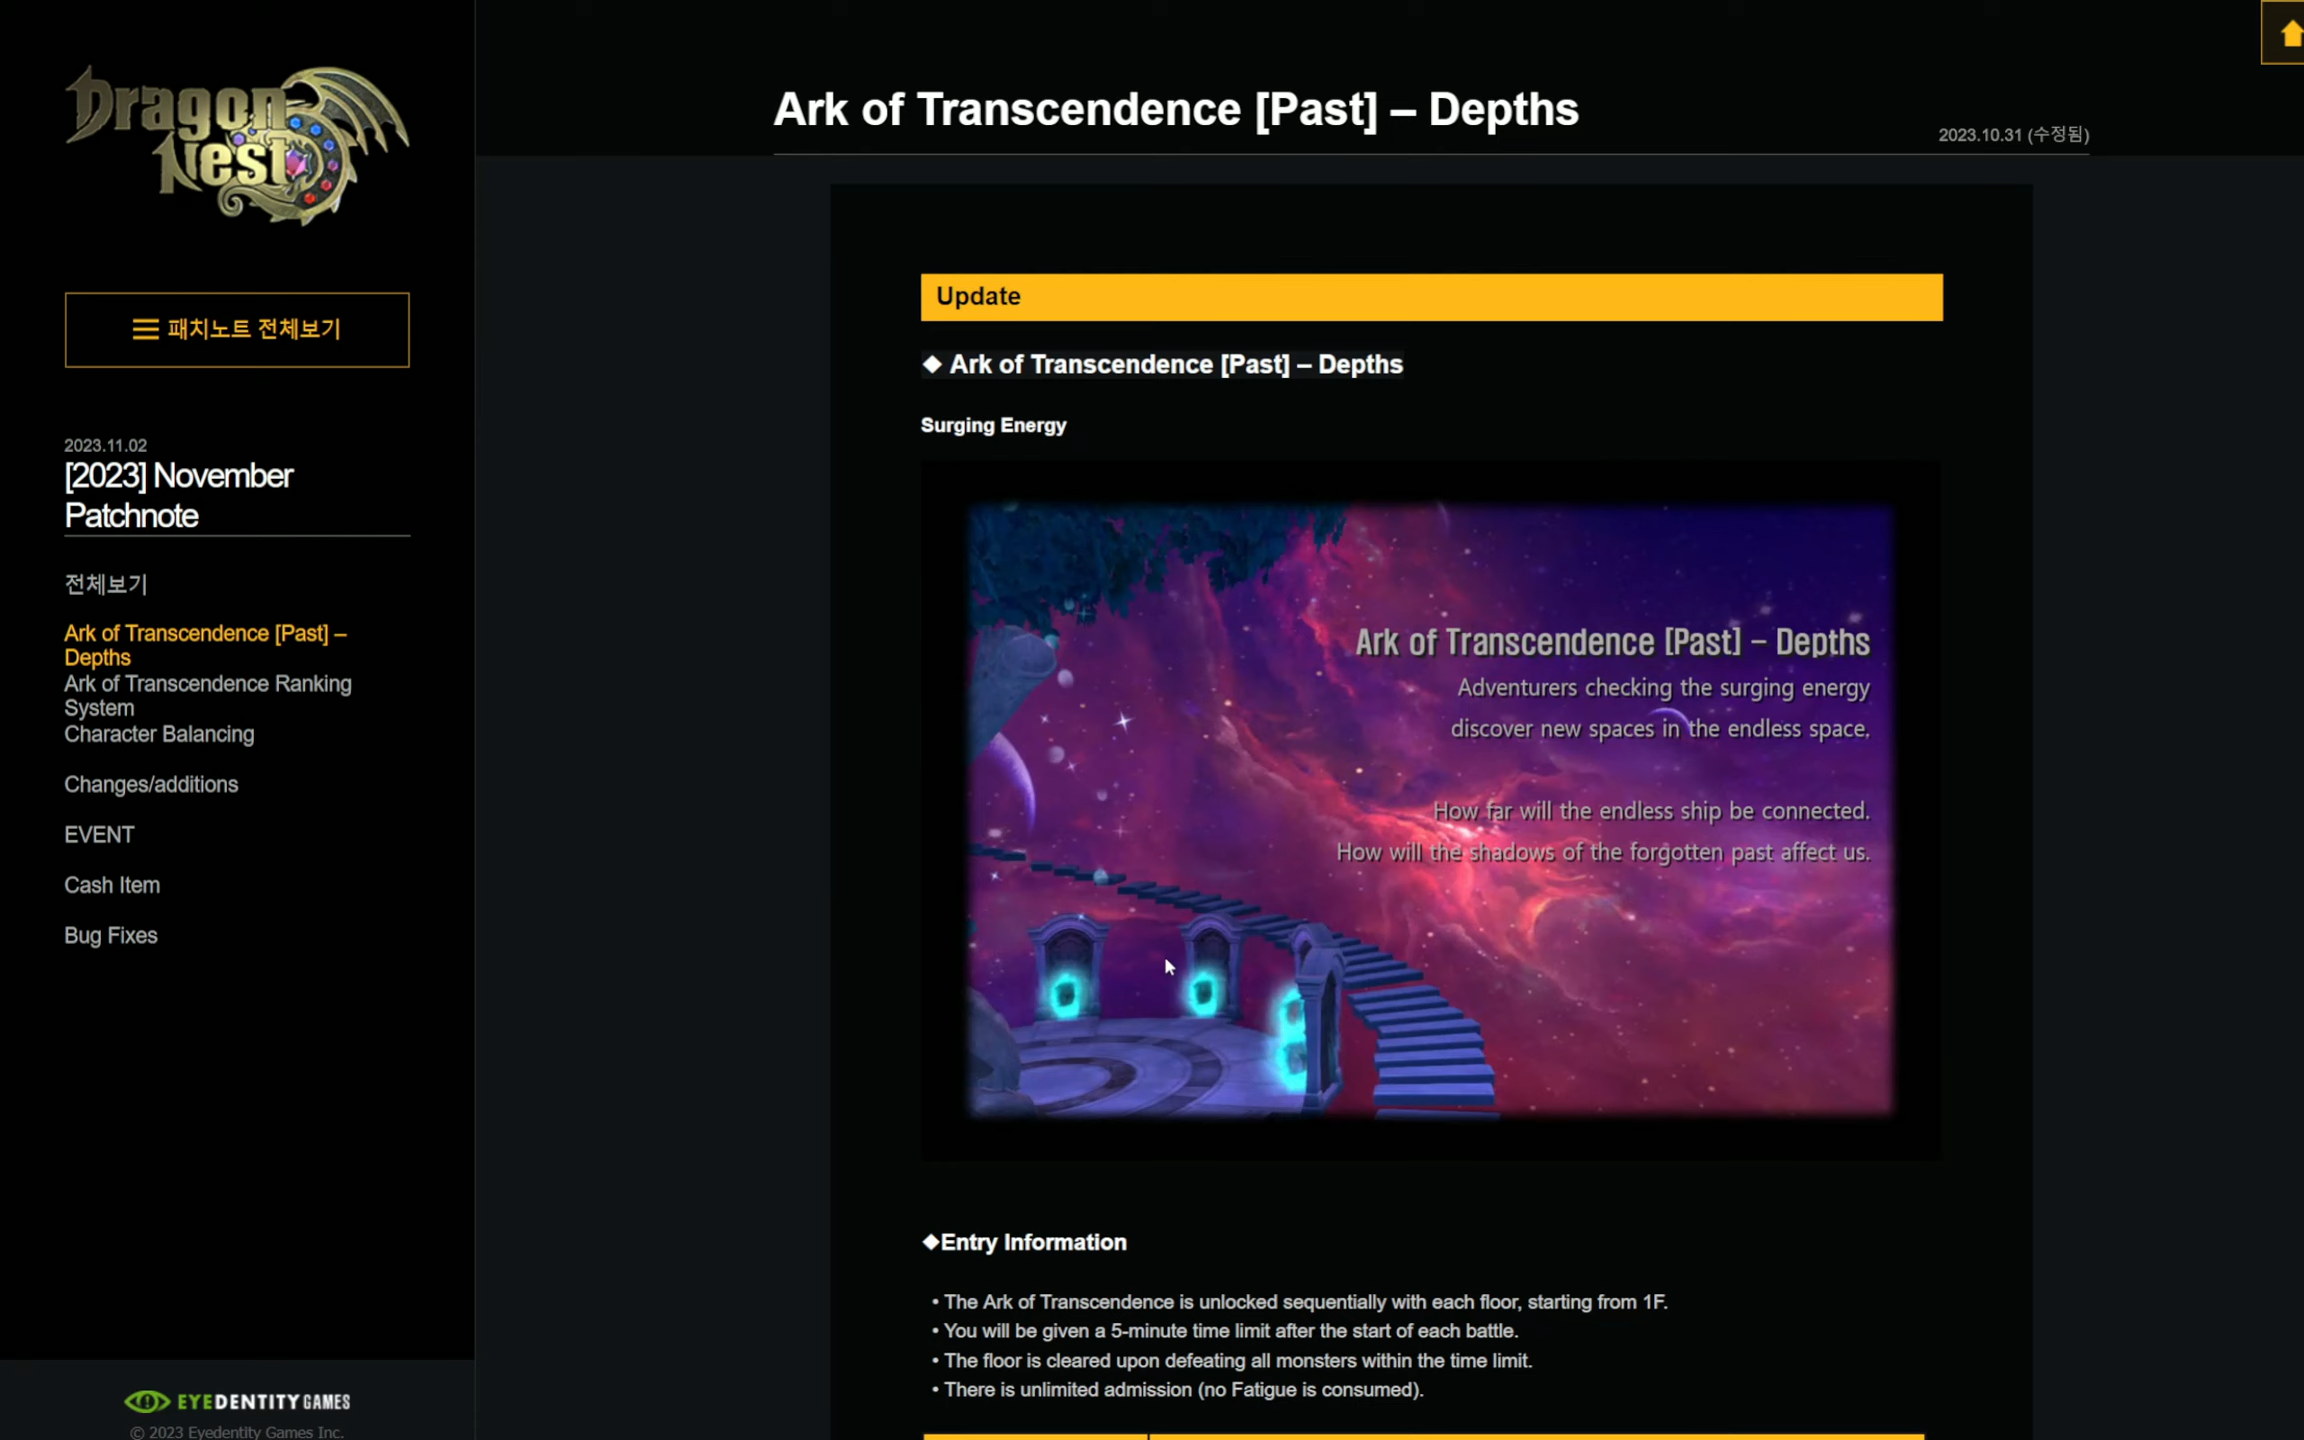 Dragon
Nest
패치노트 전체보기
2023.11.02
[2023] November
Patchnote
전체보기
Ark of Transcendence [Past] –
Depths
Ark of Transcendence Ranking
System
Character Balancing
Changes/additions
EVENT
Cash Item
Bug Fixes
EYEDENTITY GAMES
© 2023 Eyedentity Games Inc.
Ark of Transcendence [Past] – Depths
2023.10.31 (수정됨)
Update
◆ Ark of Transcendence [Past] – Depths
Surging Energy
Ark of Transcendence [Past] – Depths
Adventurers checking the surging energy
discover new spaces in the endless space.
How far will the endless ship be connected.
How will the shadows of the forgotten past affect us.
◆Entry Information
• The Ark of Transcendence is unlocked sequentially with each floor, starting from 1F.
• You will be given a 5-minute time limit after the start of each battle.
• The floor is cleared upon defeating all monsters within the time limit.
• There is unlimited admission (no Fatigue is consumed).